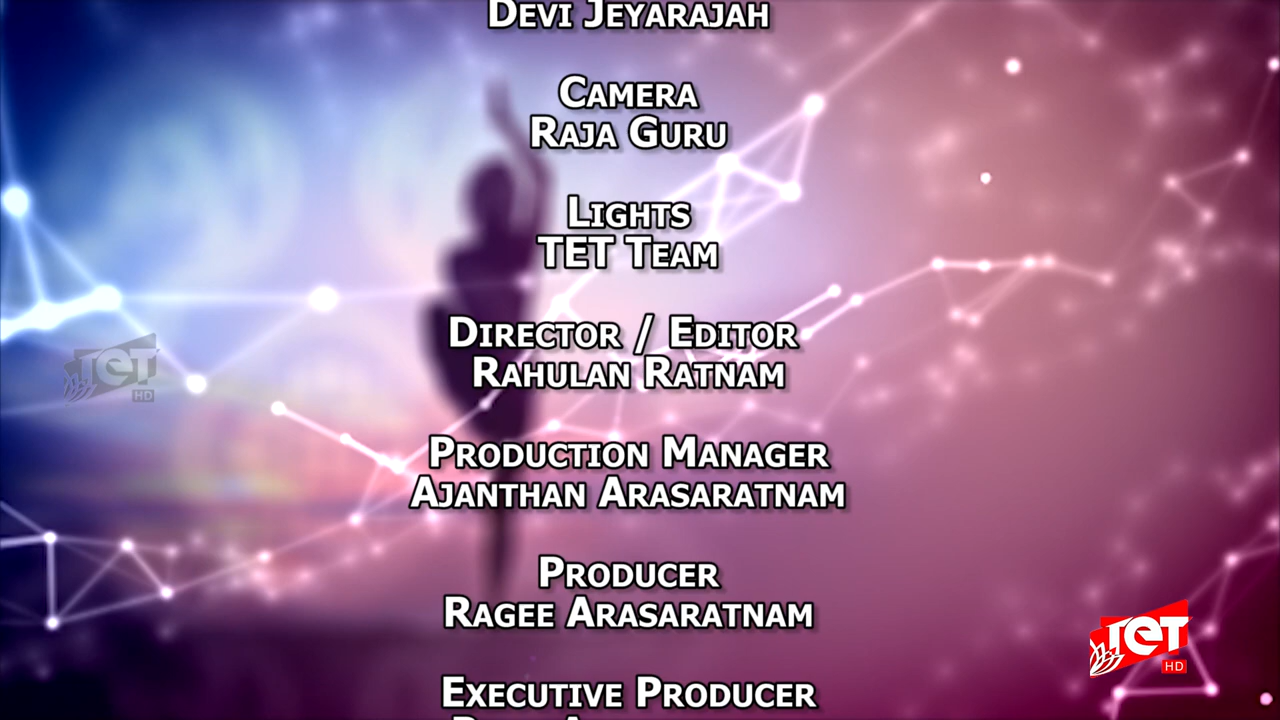 Devi Jeyarajah
Camera
Raja Guru
Lights
TET Team
Director / Editor
Rahulan Ratnam
TET
HD
Production Manager
Ajanthan Arasaratnam
Producer
Ragee Arasaratnam
TET
HD
Executive Producer